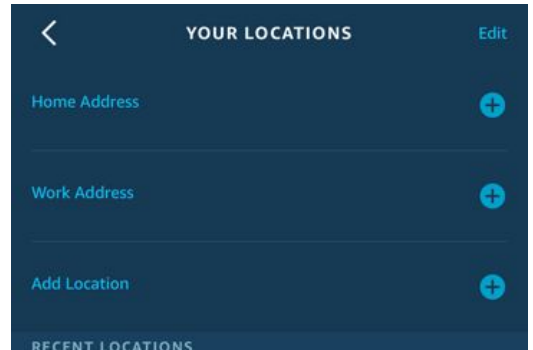 YOUR LOCATIONS Edit
Home Address
Work Address
Add Location
RECENT LOCATIONS